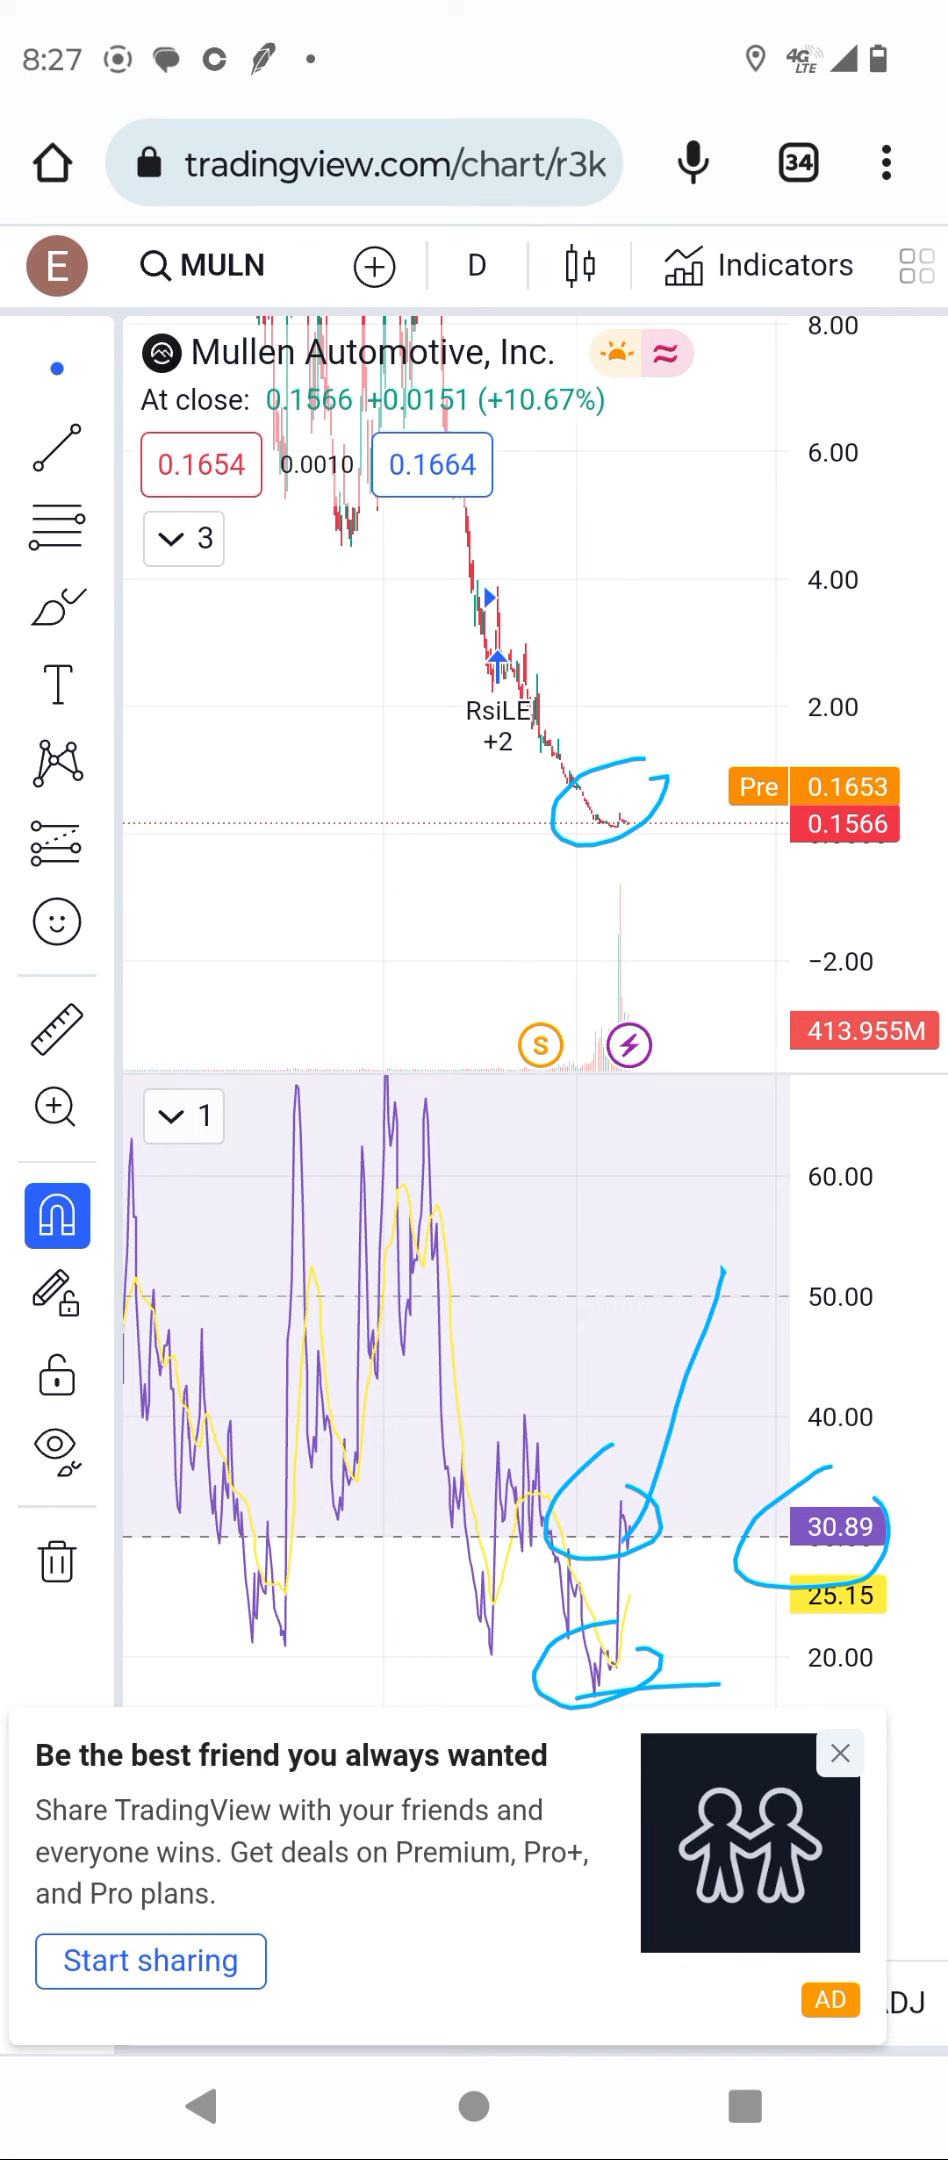 8:27
4G
LTE
tradingview.com/chart/r3k
34
E
MULN
D
Indicators
8.00
Mullen Automotive, Inc.
At close: 0.1566 +0.0151 (+10.67%)
6.00
0.1654
0.0010
0.1664
3
4.00
RsiLE
+2
2.00
Pre 0.1653
0.1566
−2.00
S
413.955M
1
60.00
50.00
40.00
30.89
25.15
20.00
Be the best friend you always wanted
Share TradingView with your friends and
everyone wins. Get deals on Premium, Pro+,
and Pro plans.
Start sharing
AD
DJ